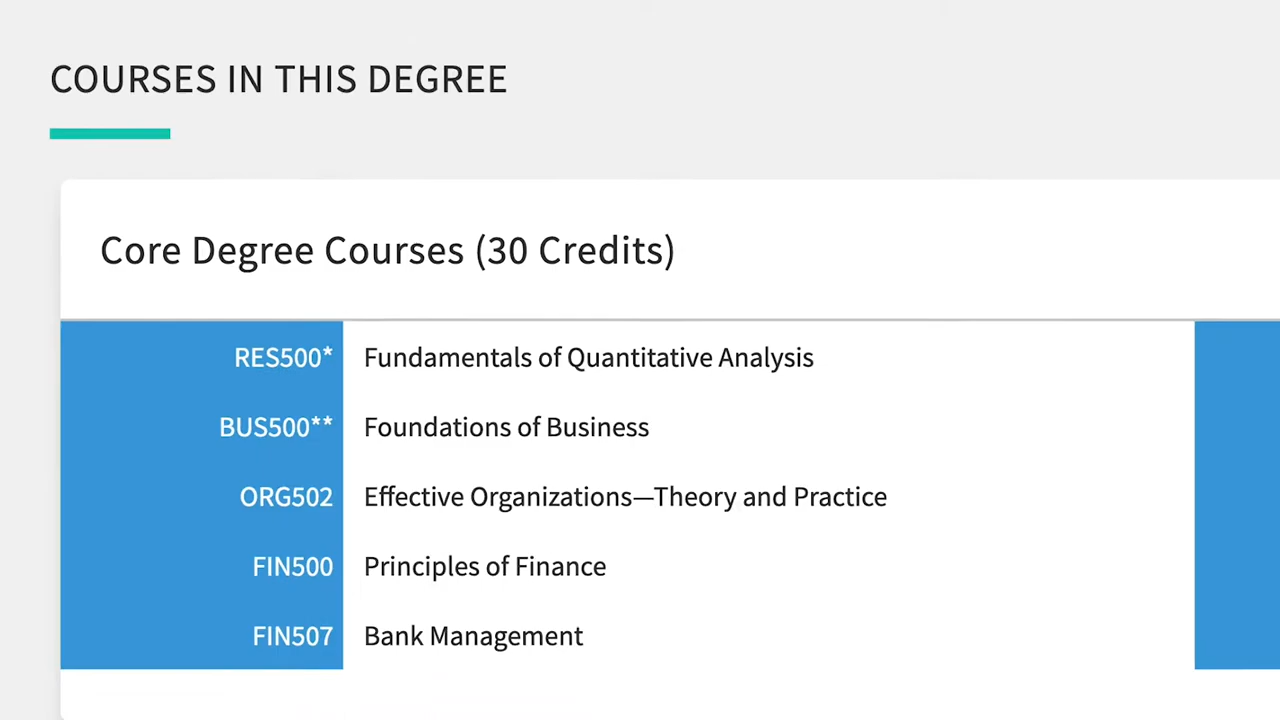 COURSES IN THIS DEGREE
Core Degree Courses (30 Credits)
RES500* Fundamentals of Quantitative Analysis
BUS500** Foundations of Business
ORG502 Effective Organizations—Theory and Practice
FIN500 Principles of Finance
FIN507 Bank Management